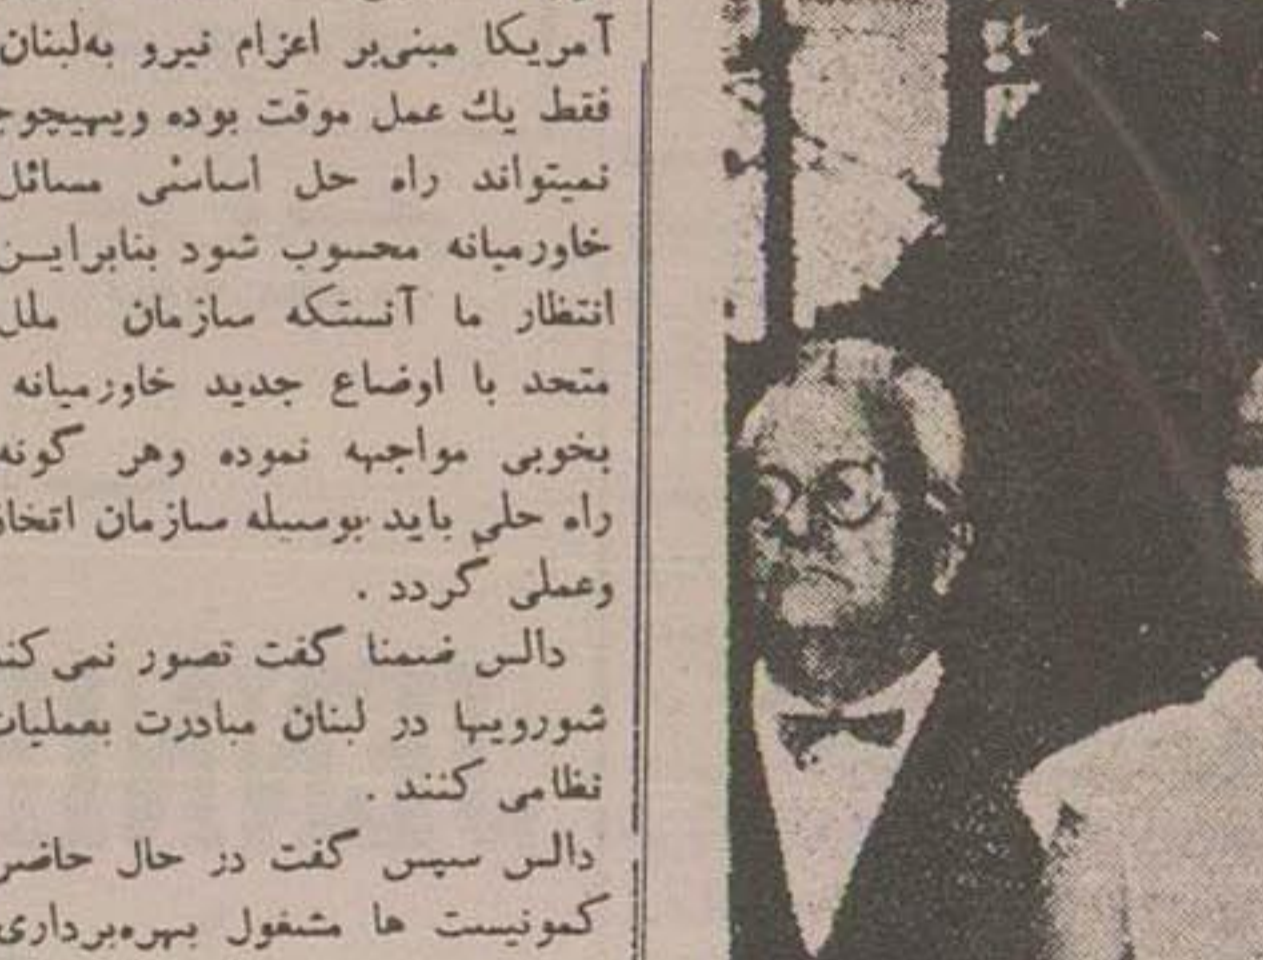 آمریکا مبنی‌بر اعزام نیرو به‌لبنان
فقط یك عمل موقت بوده وبهیچوج
نمیتواند راه حل اساسی مسائل
خاورمیانه محسوب شود بنابراین
انتظار ما آنستکه سازمان ملل
متحد با اوضاع جدید خاورمیانه
بخوبی مواجهه نموده وهر گونه
راه حلی باید بوسیله سازمان اتخاذ
وعملی گردد .
دالس ضمنا گفت تصور نمی‌کند
شورویها در لبنان مبادرت بعملیات
نظامی کنند .
دالس سپس گفت در حال حاضر
کمونیست ها مشغول بهره‌برداری